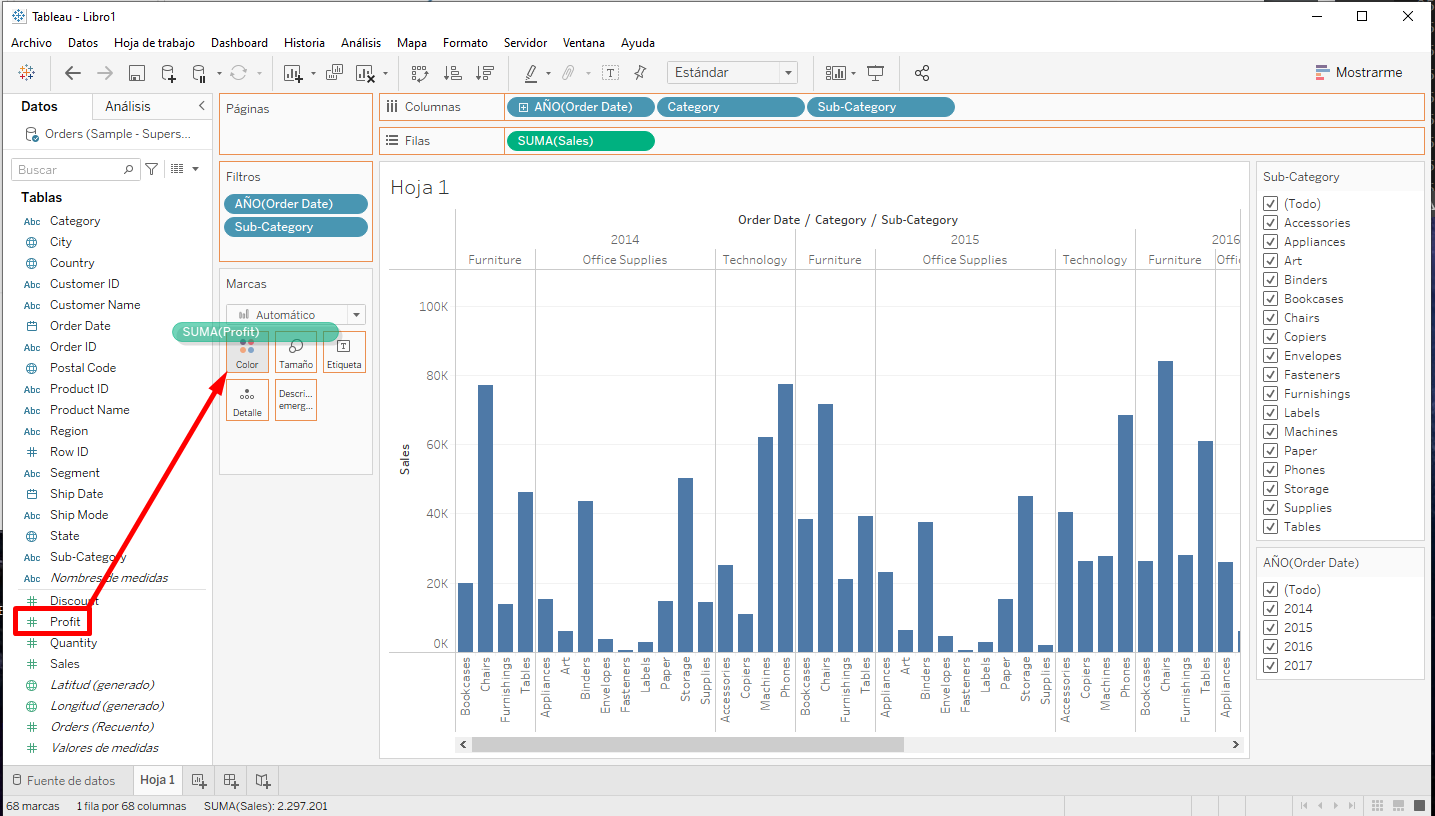 Tableau - Libro1
Archivo Datos Hoja de trabajo Dashboard Historia Análisis Mapa Formato Servidor Ventana Ayuda
Estándar
Mostrarme
Datos Análisis
Orders (Sample - Supers...
Buscar
Tablas
Abc Category
City
Country
Abc Customer ID
Abc Customer Name
Order Date
Abc Order ID
Postal Code
Abc Product ID
Abc Product Name
Abc Region
Row ID
Abc Segment
Ship Date
Abc Ship Mode
State
Abc Sub-Category
Abc Nombres de medidas
Discount
Profit
Quantity
Sales
Latitud (generado)
Longitud (generado)
Orders (Recuento)
Valores de medidas
Páginas
Filtros
AÑO(Order Date)
Sub-Category
Marcas
Automático
SUMA(Profit)
Color Tamaño Etiqueta
Detalle
Descri...
emerg...
Columnas AÑO(Order Date) Category Sub-Category
Filas SUMA(Sales)
Hoja 1
Order Date / Category / Sub-Category
2014 2015 2016
Furniture Office Supplies Technology Furniture Office Supplies Technology Furniture Offic
100K
80K
60K
40K
20K
0K
Sales
Bookcases
Chairs
Furnishings
Tables
Appliances
Art
Binders
Envelopes
Fasteners
Labels
Paper
Storage
Supplies
Accessories
Copiers
Machines
Phones
Bookcases
Chairs
Furnishings
Tables
Appliances
Art
Binders
Envelopes
Fasteners
Labels
Paper
Storage
Supplies
Accessories
Copiers
Machines
Phones
Bookcases
Chairs
Furnishings
Tables
Appliances
Sub-Category
(Todo)
Accessories
Appliances
Art
Binders
Bookcases
Chairs
Copiers
Envelopes
Fasteners
Furnishings
Labels
Machines
Paper
Phones
Storage
Supplies
Tables
AÑO(Order Date)
(Todo)
2014
2015
2016
2017
Fuente de datos Hoja 1
68 marcas 1 fila por 68 columnas SUMA(Sales): 2.297.201